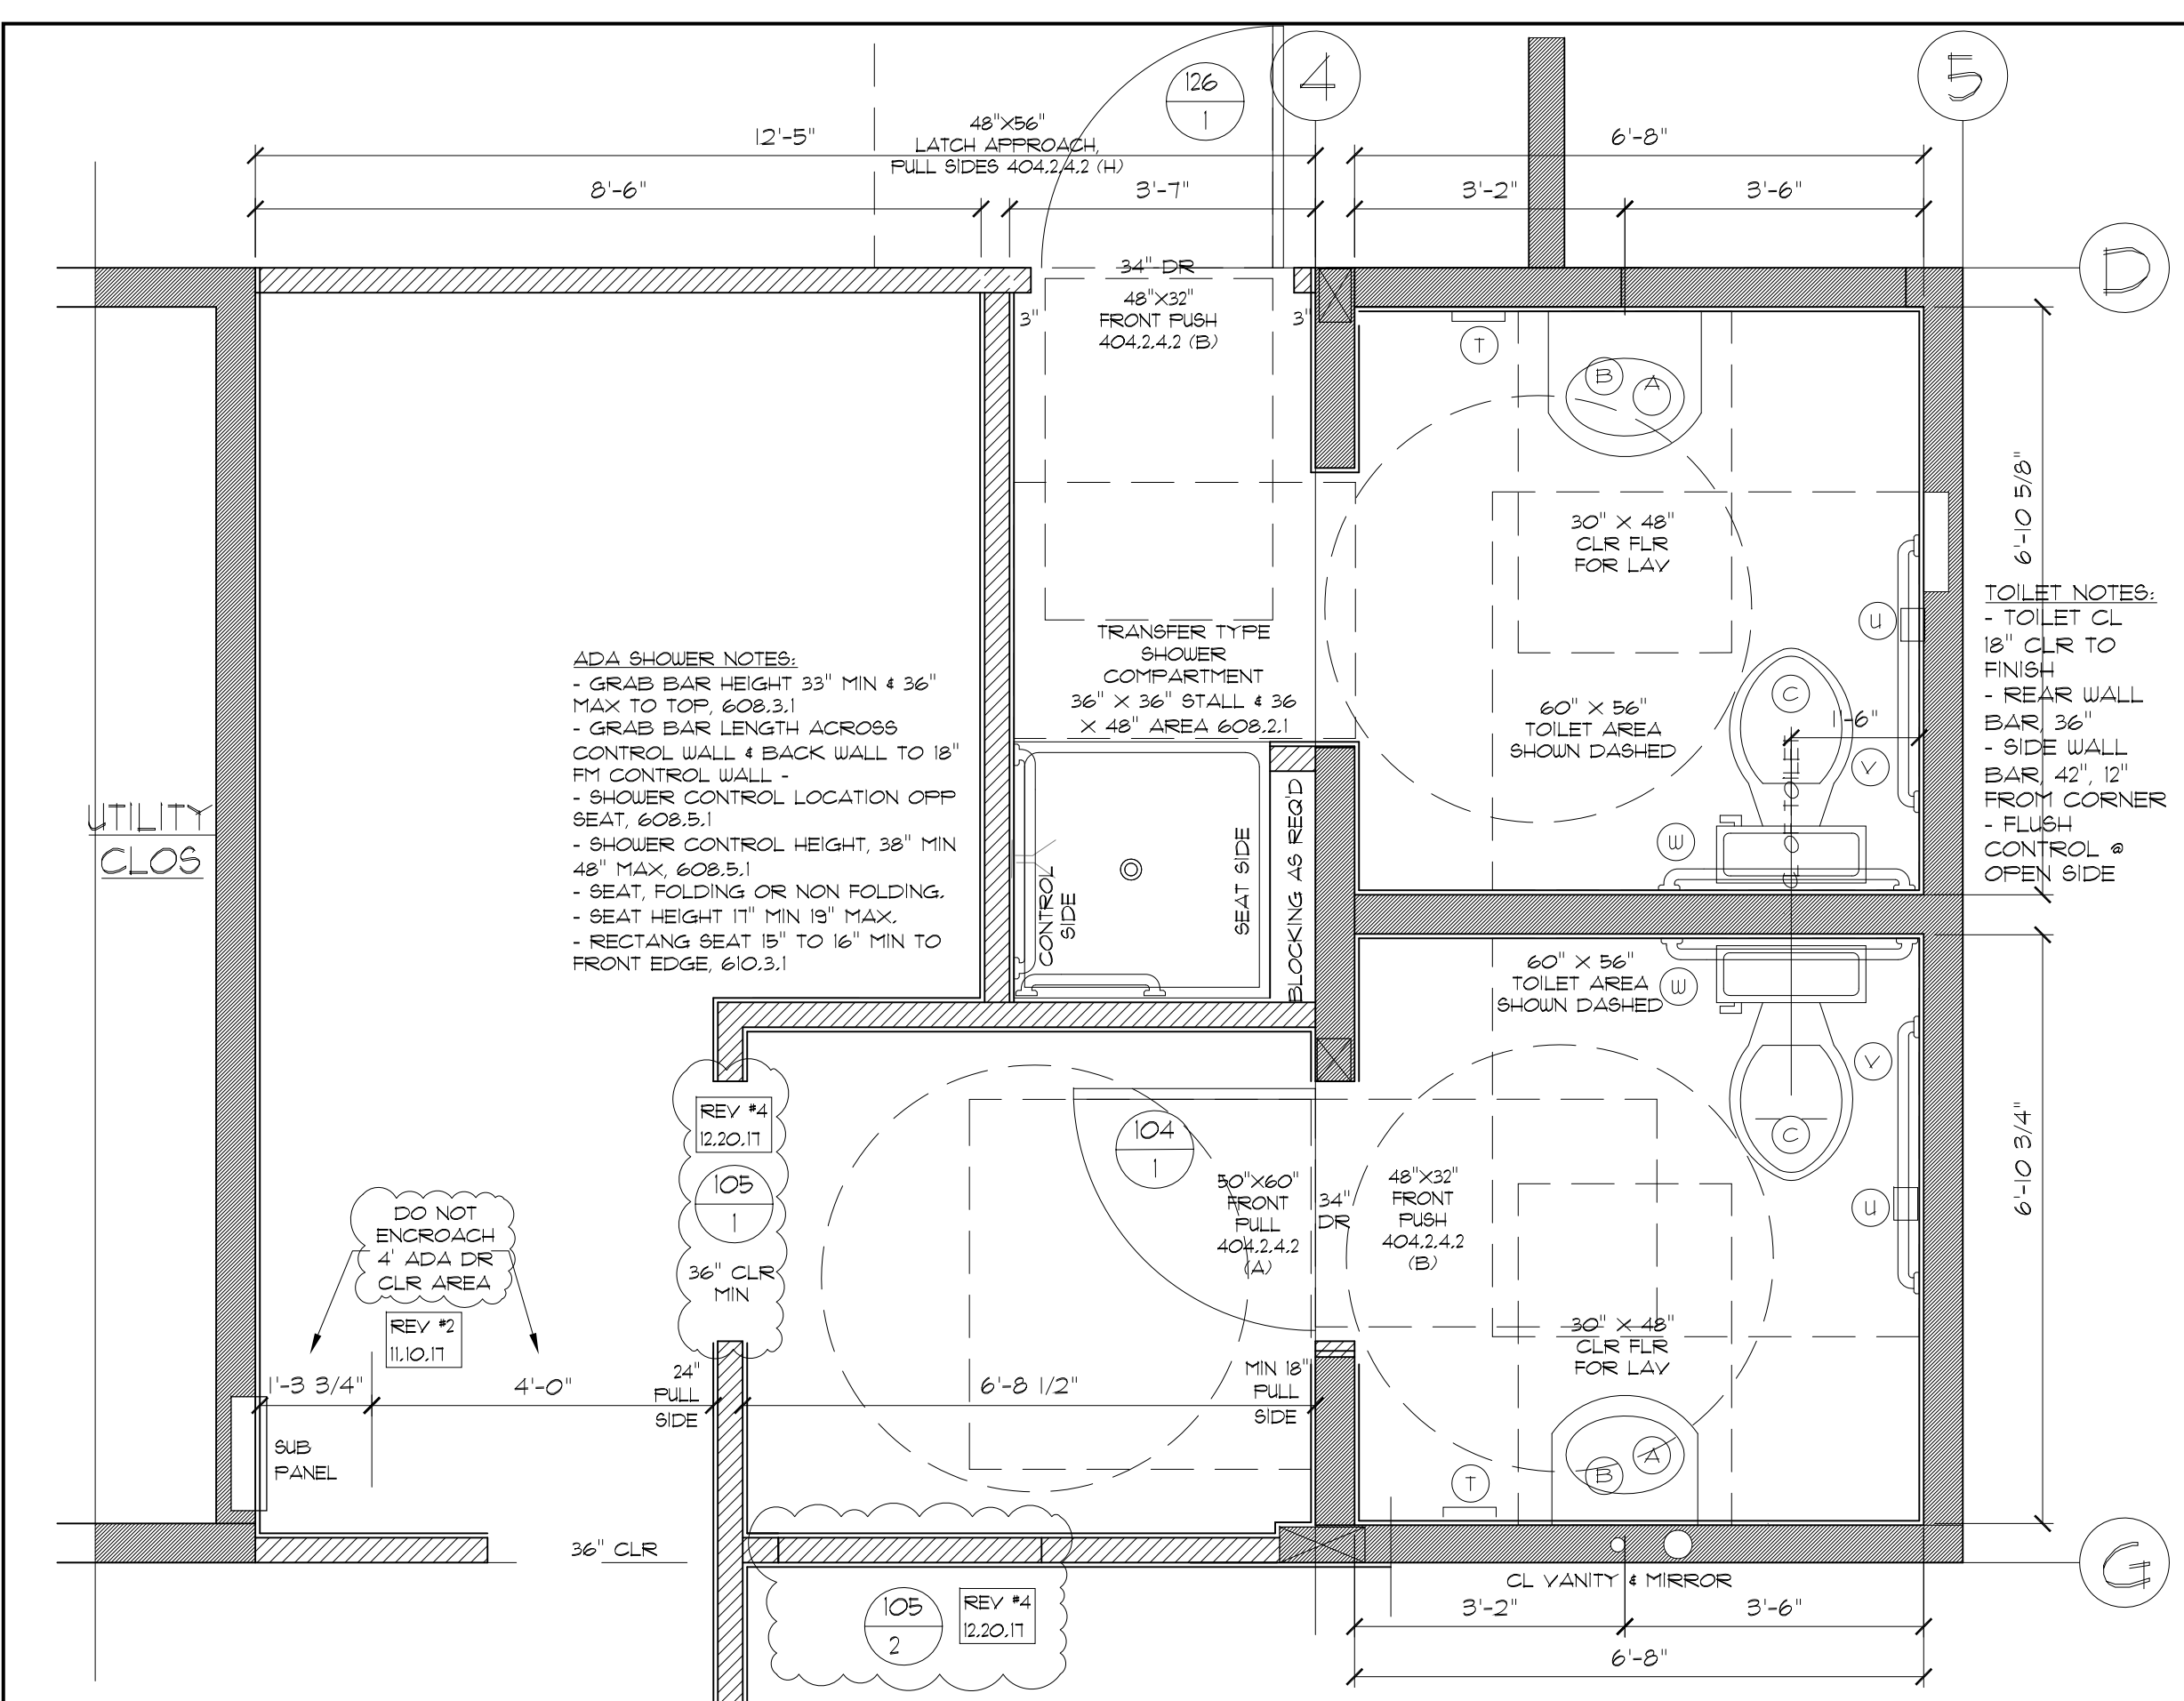 4
5
126
1
12'-5"
48"X56"
LATCH APPROACH,
PULL SIDES 404.2.4.2 (H)
6'-8"
8'-6"
3'-7"
3'-2"
3'-6"
D
34" DR
48"X32"
FRONT PUSH
404.2.4.2 (B)
3"
3"
T
B
A
30" X 48"
CLR FLR
FOR LAV
6'-10 5/8"
TOILET NOTES:
- TOILET CL
18" CLR TO
FINISH
- REAR WALL
BAR, 36"
- SIDE WALL
BAR, 42", 12"
FROM CORNER
- FLUSH
CONTROL @
OPEN SIDE
U
TRANSFER TYPE
SHOWER
COMPARTMENT
36" X 36" STALL & 36
X 48" AREA 608.2.1
ADA SHOWER NOTES:
- GRAB BAR HEIGHT 33" MIN & 36"
MAX TO TOP, 608.3.1
- GRAB BAR LENGTH ACROSS
CONTROL WALL & BACK WALL TO 18"
FM CONTROL WALL -
- SHOWER CONTROL LOCATION OPP
SEAT, 608.5.1
- SHOWER CONTROL HEIGHT, 38" MIN
48" MAX, 608.5.1
- SEAT, FOLDING OR NON FOLDING.
- SEAT HEIGHT 17" MIN 19" MAX.
- RECTANG SEAT 15" TO 16" MIN TO
FRONT EDGE, 610.3.1
60" X 56"
TOILET AREA
SHOWN DASHED
C
1'-6"
V
W
TOILET
UTILITY
CLOS
CONTROL
SIDE
SEAT SIDE
BLOCKING AS REQ'D
60" X 56"
TOILET AREA
SHOWN DASHED
W
V
C
U
REV #4
12.20.17
105
1
36" CLR
MIN
104
1
50"X60"
FRONT
PULL
404.2.4.2
(A)
34"
DR
48"X32"
FRONT
PUSH
404.2.4.2
(B)
6'-10 3/4"
DO NOT
ENCROACH
4' ADA DR
CLR AREA
REV #2
11.10.17
30" X 48"
CLR FLR
FOR LAV
1'-3 3/4"
4'-0"
24"
PULL
SIDE
6'-8 1/2"
MIN 18"
PULL
SIDE
SUB
PANEL
T
B
A
36" CLR
G
CL VANITY & MIRROR
105
2
REV #4
12.20.17
3'-2"
3'-6"
6'-8"